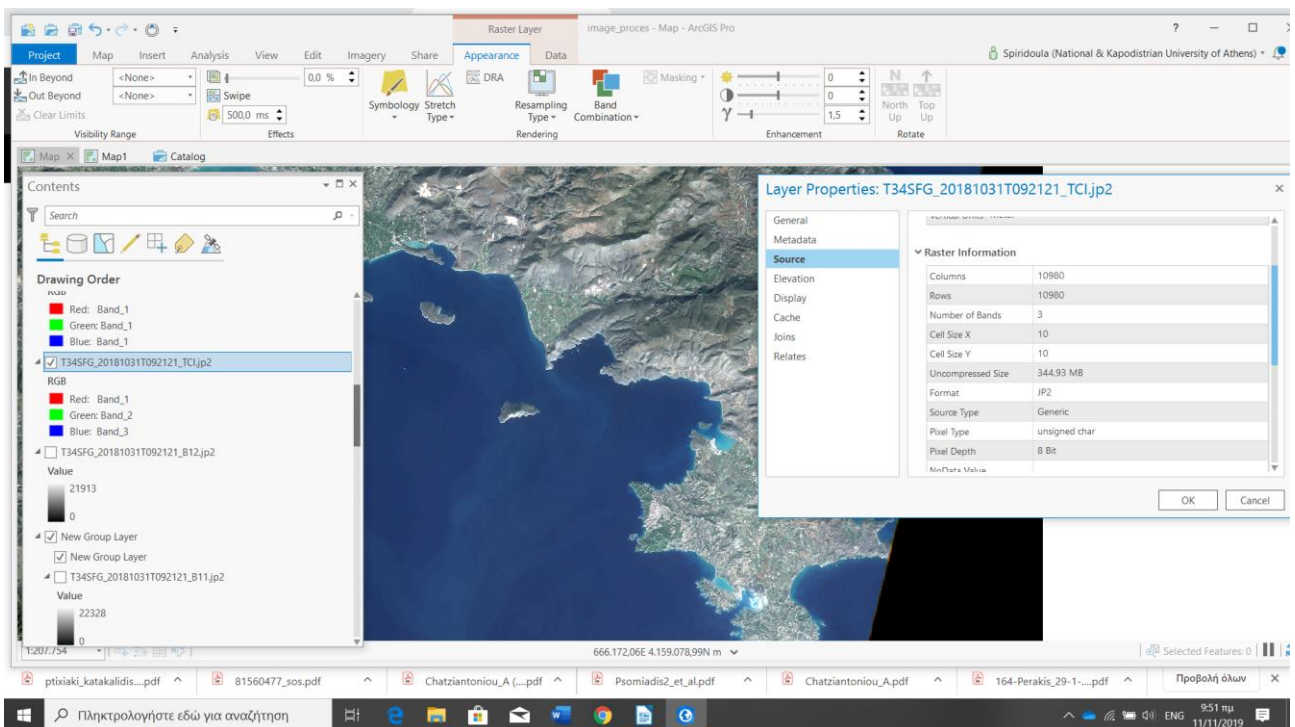 Raster Layer
image_proces - Map - ArcGIS Pro
Project Map Insert Analysis View Edit Imagery Share Appearance Data
Spiridoula (National & Kapodistrian University of Athens)
In Beyond <None>
Out Beyond <None>
Clear Limits
Visibility Range
0,0 %
Swipe
500,0 ms
Effects
Symbology
Stretch Type
DRA
Resampling Type
Band Combination
Masking
Rendering
0
0
γ 1,5
Enhancement
North Up
Top Up
Rotate
Map Map1 Catalog
Contents
Search
Drawing Order
RGB
Red: Band_1
Green: Band_1
Blue: Band_1
T34SFG_20181031T092121_TCI.jp2
RGB
Red: Band_1
Green: Band_2
Blue: Band_3
T34SFG_20181031T092121_B12.jp2
Value
21913
0
New Group Layer
New Group Layer
T34SFG_20181031T092121_B11.jp2
Value
22328
0
Layer Properties: T34SFG_20181031T092121_TCI.jp2
General
Metadata
Source
Elevation
Display
Cache
Joins
Relates
Vertical Units Meter
Raster Information
Columns 10980
Rows 10980
Number of Bands 3
Cell Size X 10
Cell Size Y 10
Uncompressed Size 344.93 MB
Format JP2
Source Type Generic
Pixel Type unsigned char
Pixel Depth 8 Bit
NoData Value
OK Cancel
1:207.754
666.172,06E 4.159.078,99N m
Selected Features: 0
ptixiaki_katakalidis....pdf
81560477_sos.pdf
Chatziantoniou_A (....pdf
Psomiadis2_et_al.pdf
Chatziantoniou_A.pdf
164-Perakis_29-1-....pdf
Προβολή όλων
Πληκτρολογήστε εδώ για αναζήτηση
ENG
9:51 πμ
11/11/2019